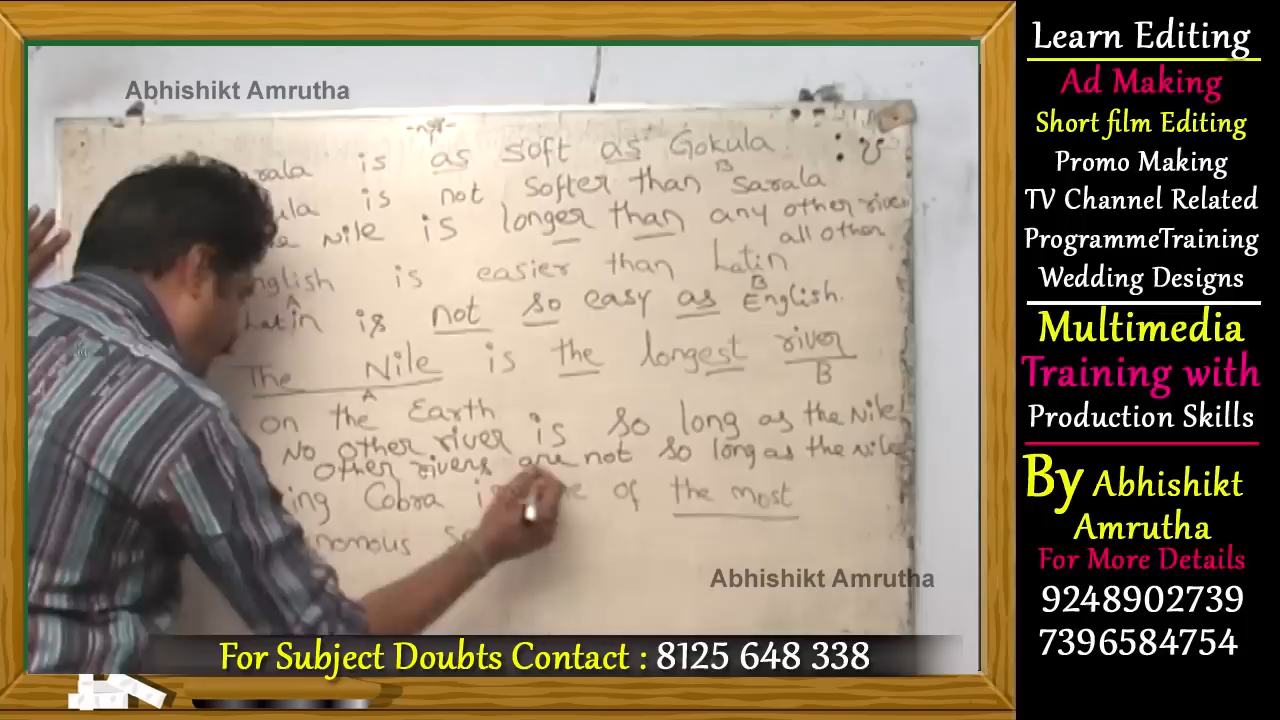 Abhishikt Amrutha
is as soft as Gokula
is not softer than Sarala
B
Nile is longer than any other river
all other
is easier than Latin
A
B
Latin is not so easy as English.
The Nile is the longest river
A
B
on the Earth
No other river is so long as the Nile
Other rivers are not so long as the Nile
Cobra of the most
Abhishikt Amrutha
For Subject Doubts Contact : 8125 648 338
Learn Editing
Ad Making
Short film Editing
Promo Making
TV Channel Related
ProgrammeTraining
Wedding Designs
Multimedia
Training with
Production Skills
By Abhishikt
Amrutha
For More Details
9248902739
7396584754